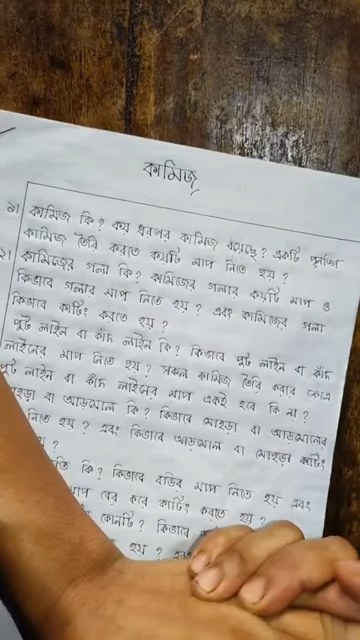 কামিজ
১। কামিজ কি? কয় ধরণের কামিজ রয়েছে? একটি পূর্ণাঙ্গ
কামিজ তৈরি করতে কয়টি মাপ নিতে হয়?
২। কামিজের গলা কি? কামিজের গলার কয়টি মাপ ও
কিভাবে গলার মাপ নিতে হয়? এবং কামিজের গলা
কিভাবে কাটিং করতে হয়?
পুট লাইন বা কাঁধ লাইন কি? কিভাবে পুট লাইন বা কাঁধ
লাইনের মাপ নিতে হয়? সকল কামিজ তৈরি করার ক্ষেত্রে
পুট লাইন বা কাঁধ লাইনের মাপ একই হবে কি না?
মোহড়া বা আড়মোল কি? কিভাবে মোহড়া বা আড়মোলের
নিতে হয়? এবং কিভাবে আড়মোল বা মোহড়া কাটিং
য়?
কি? কিভাবে বডির মাপ নিতে হয় এবং
মাপ বের করে কাটিং করতে হয়?
কোনটি? কিভাবে
হয়? এবং